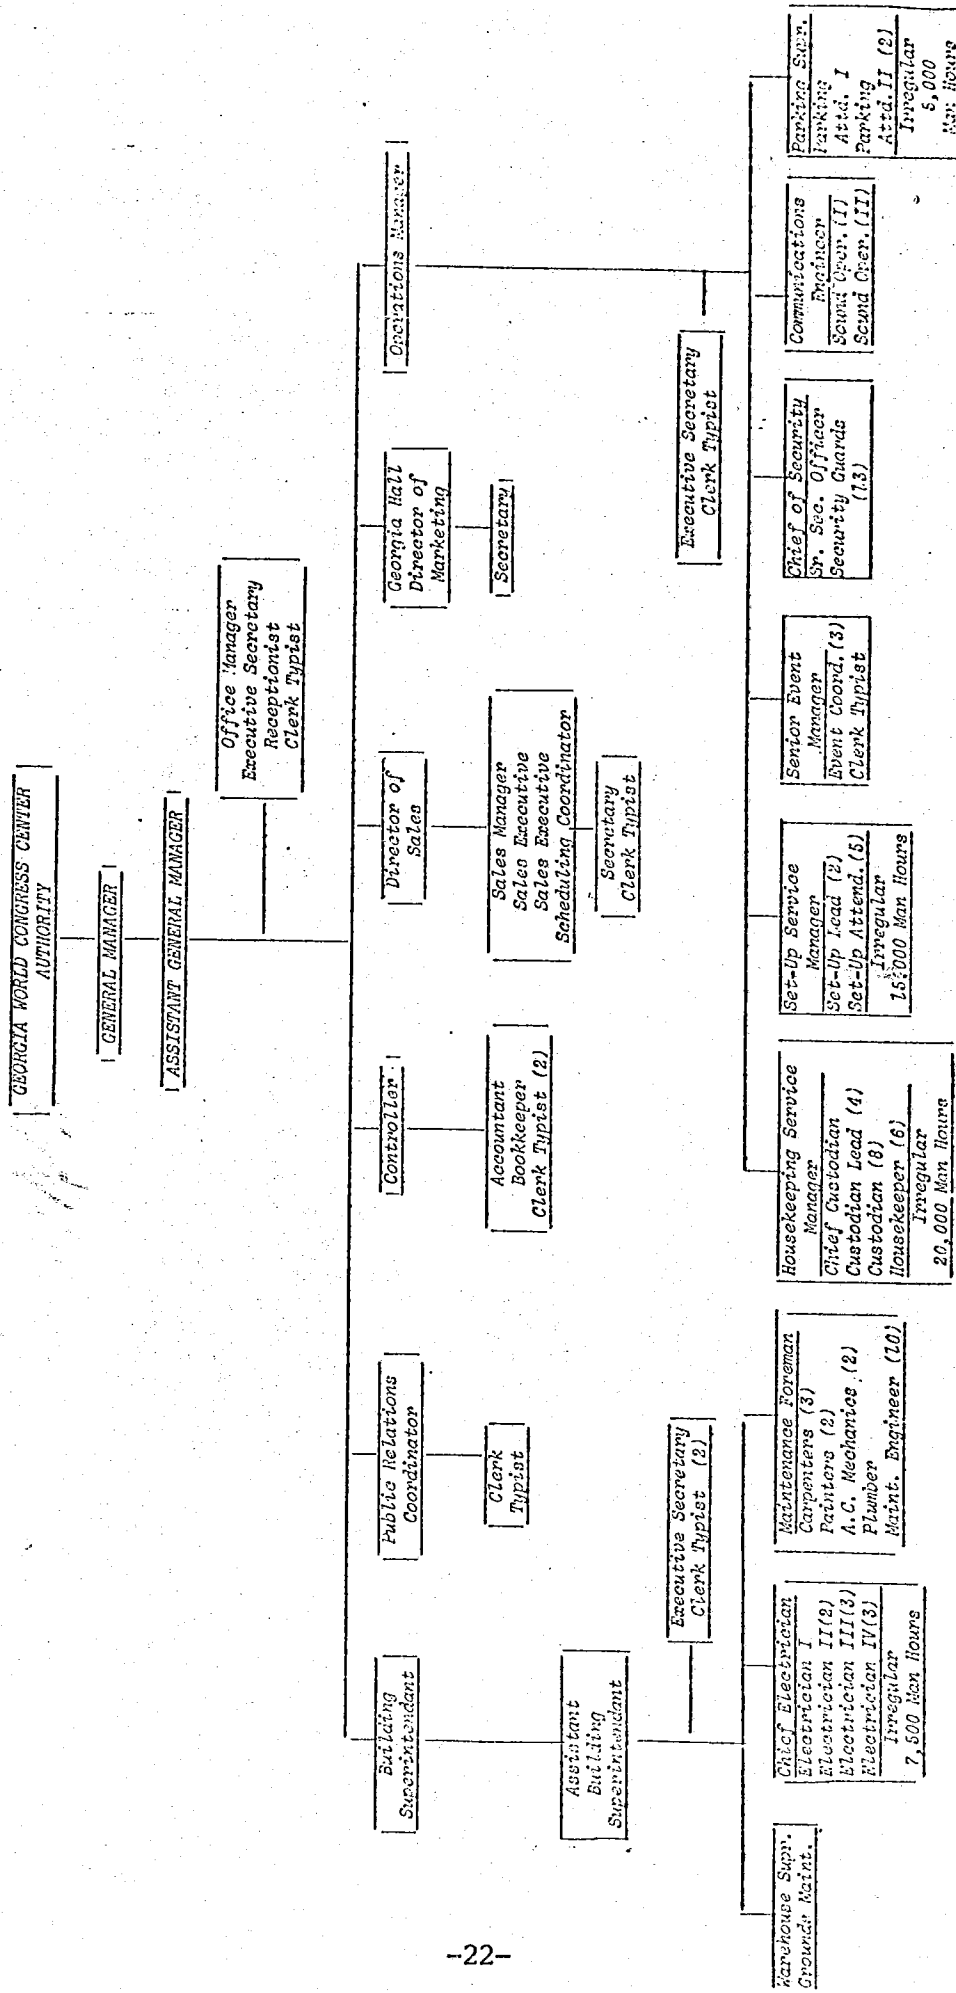 GEORGIA WORLD CONGRESS CENTER
AUTHORITY
GENERAL MANAGER
ASSISTANT GENERAL MANAGER
Office Manager
Executive Secretary
Receptionist
Clerk Typist
Building
Superintendant
Public Relations
Coordinator
Controller
Director of
Sales
Georgia Hall
Director of
Marketing
Operations Manager
Clerk
Typist
Accountant
Bookkeeper
Clerk Typist (2)
Sales Manager
Sales Executive
Sales Executive
Scheduling Coordinator
Secretary
Assistant
Building
Superintendant
Secretary
Clerk Typist
Executive Secretary
Clerk Typist (2)
Executive Secretary
Clerk Typist
Warehouse Supr.
Grounds Maint.
Chief Electrician
Electrician I
Electrician II(2)
Electrician III(3)
Electrician IV(3)
Irregular
7,500 Man Hours
Maintenance Foreman
Carpenters (3)
Painters (2)
A.C. Mechanics (2)
Plumber
Maint. Engineer (10)
Housekeeping Service
Manager
Chief Custodian
Custodian Lead (4)
Custodian (8)
Housekeeper (6)
Irregular
20,000 Man Hours
Set-Up Service
Manager
Set-Up Lead (2)
Set-Up Attend. (5)
Irregular
15,000 Man Hours
Senior Event
Manager
Event Coord. (3)
Clerk Typist
Chief of Security
Sr. Sec. Officer
Security Guards
(13)
Communications
Engineer
Sound Oper. (I)
Sound Oper. (II)
Parking Supr.
Parking
Attd. I
Parking
Attd. II (2)
Irregular
5,000
Man Hours
-22-